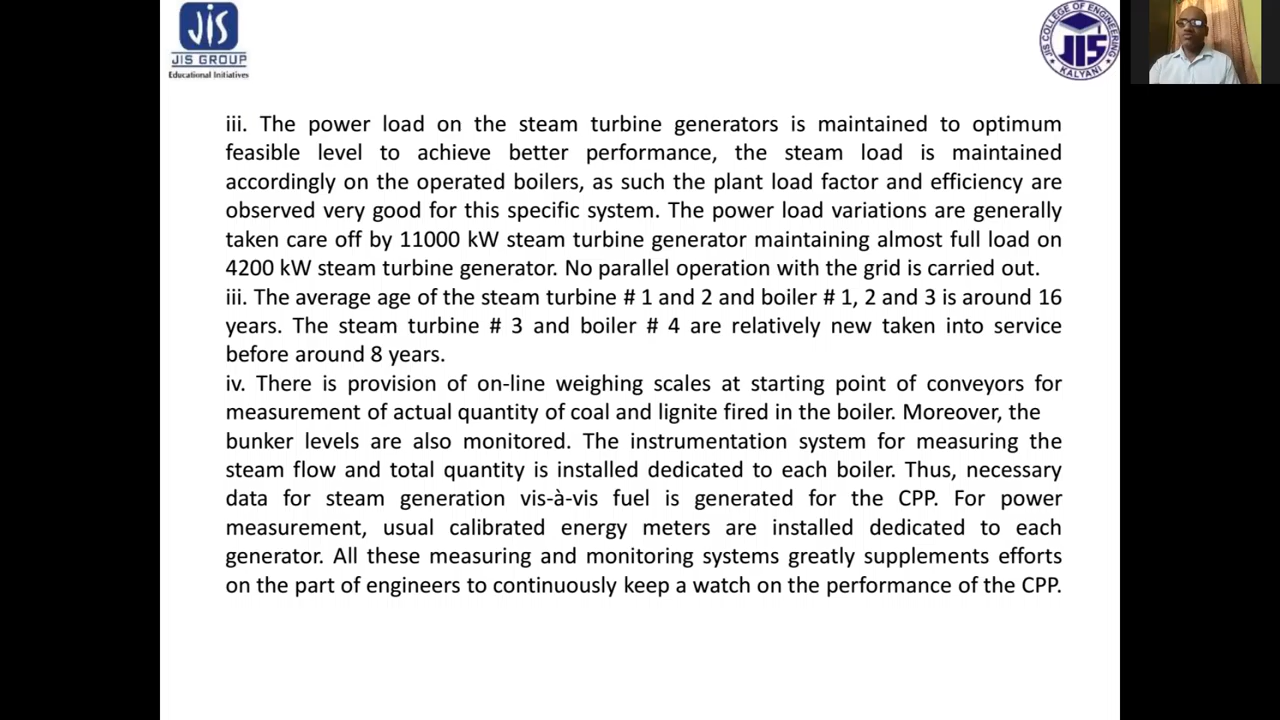 JIS
JIS GROUP
Educational Initiatives
JIS COLLEGE OF ENGINEERING
JIS
KALYANI
iii. The power load on the steam turbine generators is maintained to optimum
feasible level to achieve better performance, the steam load is maintained
accordingly on the operated boilers, as such the plant load factor and efficiency are
observed very good for this specific system. The power load variations are generally
taken care off by 11000 kW steam turbine generator maintaining almost full load on
4200 kW steam turbine generator. No parallel operation with the grid is carried out.
iii. The average age of the steam turbine # 1 and 2 and boiler # 1, 2 and 3 is around 16
years. The steam turbine # 3 and boiler # 4 are relatively new taken into service
before around 8 years.
iv. There is provision of on-line weighing scales at starting point of conveyors for
measurement of actual quantity of coal and lignite fired in the boiler. Moreover, the
bunker levels are also monitored. The instrumentation system for measuring the
steam flow and total quantity is installed dedicated to each boiler. Thus, necessary
data for steam generation vis-à-vis fuel is generated for the CPP. For power
measurement, usual calibrated energy meters are installed dedicated to each
generator. All these measuring and monitoring systems greatly supplements efforts
on the part of engineers to continuously keep a watch on the performance of the CPP.